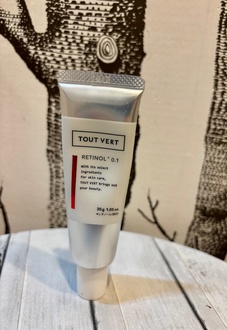 TOUT VERT
RETINOL* 0.1
With its select
ingredients
for skin care,
TOUT VERT brings out
your beauty.
30g 1.05 oz.